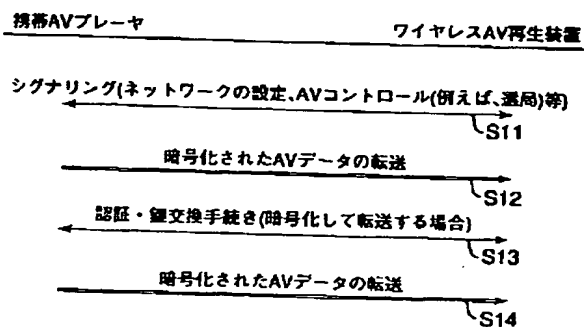 携帯AVプレーヤ
ワイヤレスAV再生装置
シグナリング{ネットワークの設定、AVコントロール(例えば、選局)等}
S11
暗号化されたAVデータの転送
S12
認証・鍵交換手続き(暗号化して転送する場合)
S13
暗号化されたAVデータの転送
S14